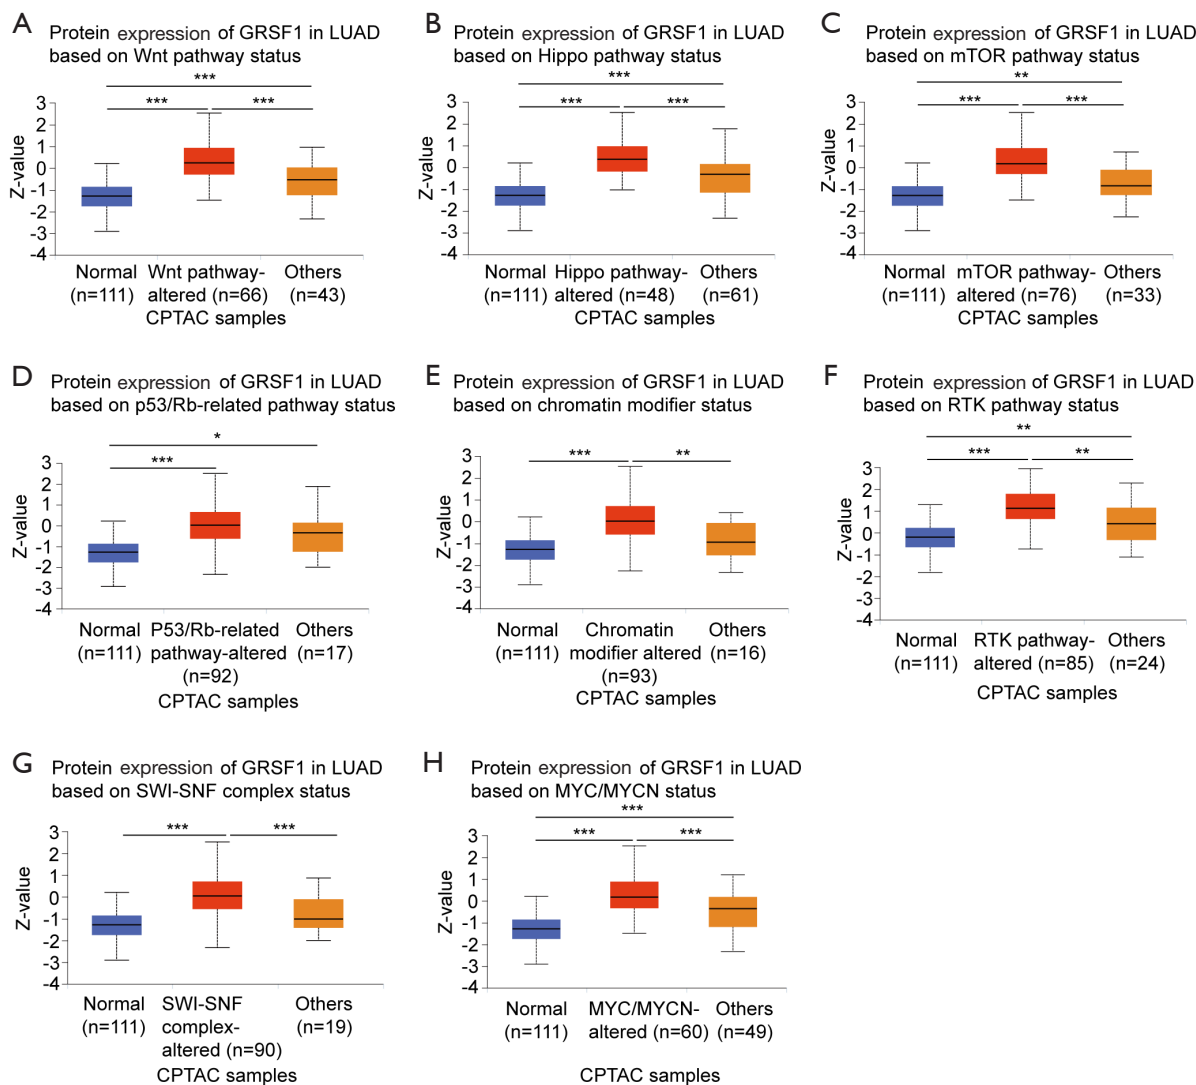 A
Protein expression of GRSF1 in LUAD
based on Wnt pathway status
***
*** ***
3
2
1
0
-1
-2
-3
-4
Z-value
Normal
(n=111)
Wnt pathway-
altered (n=66)
Others
(n=43)
CPTAC samples
B
Protein expression of GRSF1 in LUAD
based on Hippo pathway status
***
*** ***
3
2
1
0
-1
-2
-3
-4
Z-value
Normal
(n=111)
Hippo pathway-
altered (n=48)
Others
(n=61)
CPTAC samples
C
Protein expression of GRSF1 in LUAD
based on mTOR pathway status
**
*** ***
3
2
1
0
-1
-2
-3
-4
Z-value
Normal
(n=111)
mTOR pathway-
altered (n=76)
Others
(n=33)
CPTAC samples
D
Protein expression of GRSF1 in LUAD
based on p53/Rb-related pathway status
*
***
3
2
1
0
-1
-2
-3
-4
Z-value
Normal
(n=111)
P53/Rb-related
pathway-altered
(n=92)
Others
(n=17)
CPTAC samples
E
Protein expression of GRSF1 in LUAD
based on chromatin modifier status
*** **
3
2
1
0
-1
-2
-3
-4
Z-value
Normal
(n=111)
Chromatin
modifier altered
(n=93)
Others
(n=16)
CPTAC samples
F
Protein expression of GRSF1 in LUAD
based on RTK pathway status
**
*** **
3
2
1
0
-1
-2
-3
-4
Z-value
Normal
(n=111)
RTK pathway-
altered (n=85)
Others
(n=24)
CPTAC samples
G
Protein expression of GRSF1 in LUAD
based on SWI-SNF complex status
*** ***
3
2
1
0
-1
-2
-3
-4
Z-value
Normal
(n=111)
SWI-SNF
complex-
altered (n=90)
Others
(n=19)
CPTAC samples
H
Protein expression of GRSF1 in LUAD
based on MYC/MYCN status
***
*** ***
3
2
1
0
-1
-2
-3
-4
Z-value
Normal
(n=111)
MYC/MYCN-
altered (n=60)
Others
(n=49)
CPTAC samples